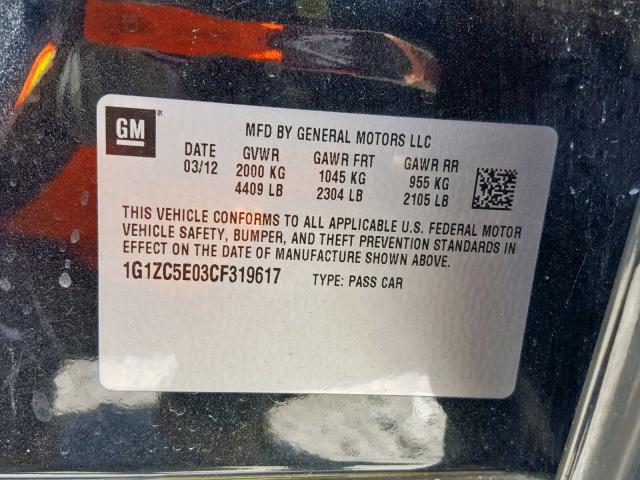 GM
MFD BY GENERAL MOTORS LLC
DATE GVWR GAWR FRT GAWR RR
03/12 2000 KG 1045 KG 955 KG
4409 LB 2304 LB 2105 LB
THIS VEHICLE CONFORMS TO ALL APPLICABLE U.S. FEDERAL MOTOR
VEHICLE SAFETY, BUMPER, AND THEFT PREVENTION STANDARDS IN
EFFECT ON THE DATE OF MANUFACTURE SHOWN ABOVE.
1G1ZC5E03CF319617 TYPE: PASS CAR